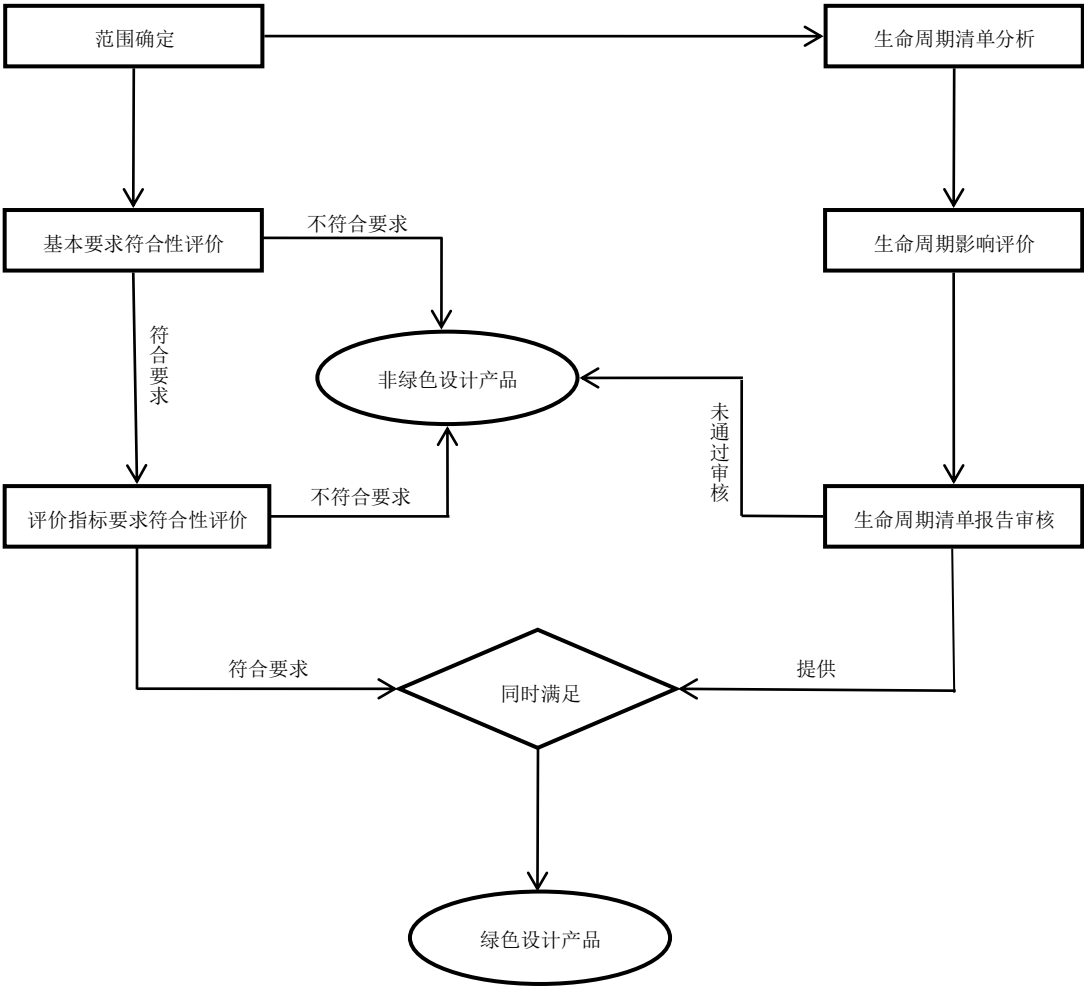 范围确定
生命周期清单分析
不符合要求
基本要求符合性评价
生命周期影响评价
符合要求
非绿色设计产品
未通过审核
不符合要求
评价指标要求符合性评价
生命周期清单报告审核
符合要求
提供
同时满足
绿色设计产品